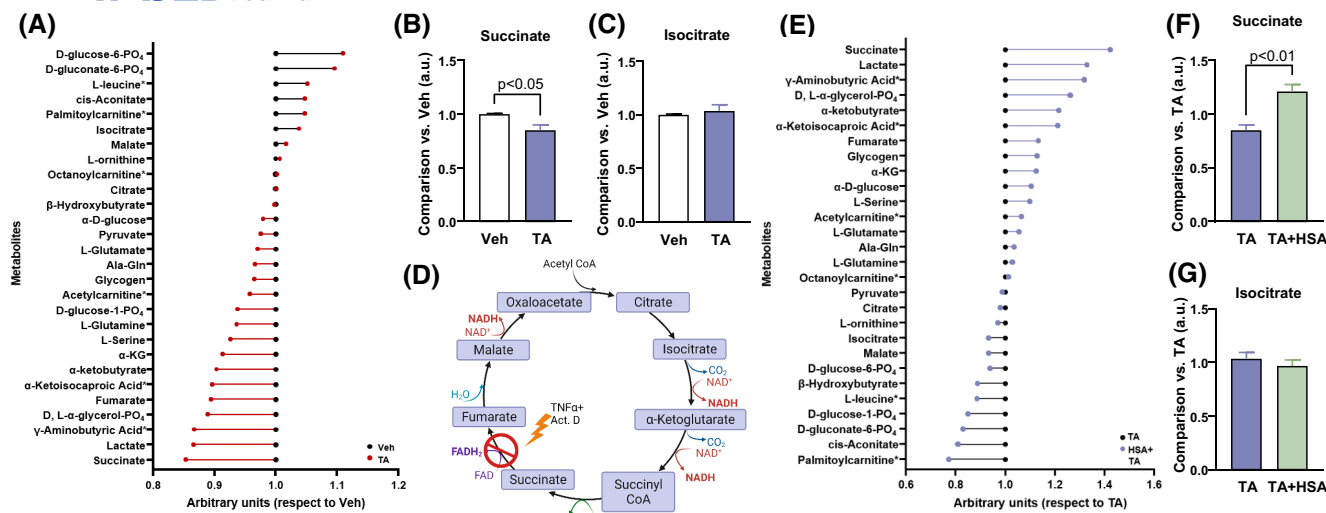 (A)
D-glucose-6-PO₄
D-gluconate-6-PO₄
L-leucine*
cis-Aconitate
Palmitoylcarnitine*
Isocitrate
Malate
L-ornithine
Octanoylcarnitine*
Citrate
β-Hydroxybutyrate
α-D-glucose
Pyruvate
L-Glutamate
Ala-Gln
Glycogen
Acetylcarnitine*
D-glucose-1-PO₄
L-Glutamine
L-Serine
α-KG
α-ketobutyrate
α-Ketoisocaproic Acid*
Fumarate
D, L-α-glycerol-PO₄
γ-Aminobutyric Acid*
Lactate
Succinate
Metabolites
Veh
TA
0.8 0.9 1.0 1.1 1.2
Arbitrary units (respect to Veh)
(B)
Succinate
p<0.05
Comparison vs. Veh (a.u.)
1.5
1.0
0.5
0.0
Veh TA
(C)
Isocitrate
Comparison vs. Veh (a.u.)
1.5
1.0
0.5
0.0
Veh TA
(D)
Acetyl CoA
Oxaloacetate
Citrate
NADH
NAD⁺
Malate
Isocitrate
CO₂
NAD⁺
NADH
H₂O
Fumarate
TNFα+
Act. D
α-Ketoglutarate
CO₂
NAD⁺
NADH
FADH₂
FAD
Succinate
Succinyl
CoA
(E)
Succinate
Lactate
γ-Aminobutyric Acid*
D, L-α-glycerol-PO₄
α-ketobutyrate
α-Ketoisocaproic Acid*
Fumarate
Glycogen
α-KG
α-D-glucose
L-Serine
Acetylcarnitine*
L-Glutamate
Ala-Gln
L-Glutamine
Octanoylcarnitine*
Pyruvate
Citrate
L-ornithine
Isocitrate
Malate
D-glucose-6-PO₄
β-Hydroxybutyrate
L-leucine*
D-glucose-1-PO₄
D-gluconate-6-PO₄
cis-Aconitate
Palmitoylcarnitine*
Metabolites
TA
HSA+
TA
0.6 0.8 1.0 1.2 1.4 1.6
Arbitrary units (respect to TA)
(F)
Succinate
p<0.01
Comparison vs. TA (a.u.)
1.5
1.0
0.5
0.0
TA TA+HSA
(G)
Isocitrate
Comparison vs. TA (a.u.)
1.5
1.0
0.5
0.0
TA TA+HSA